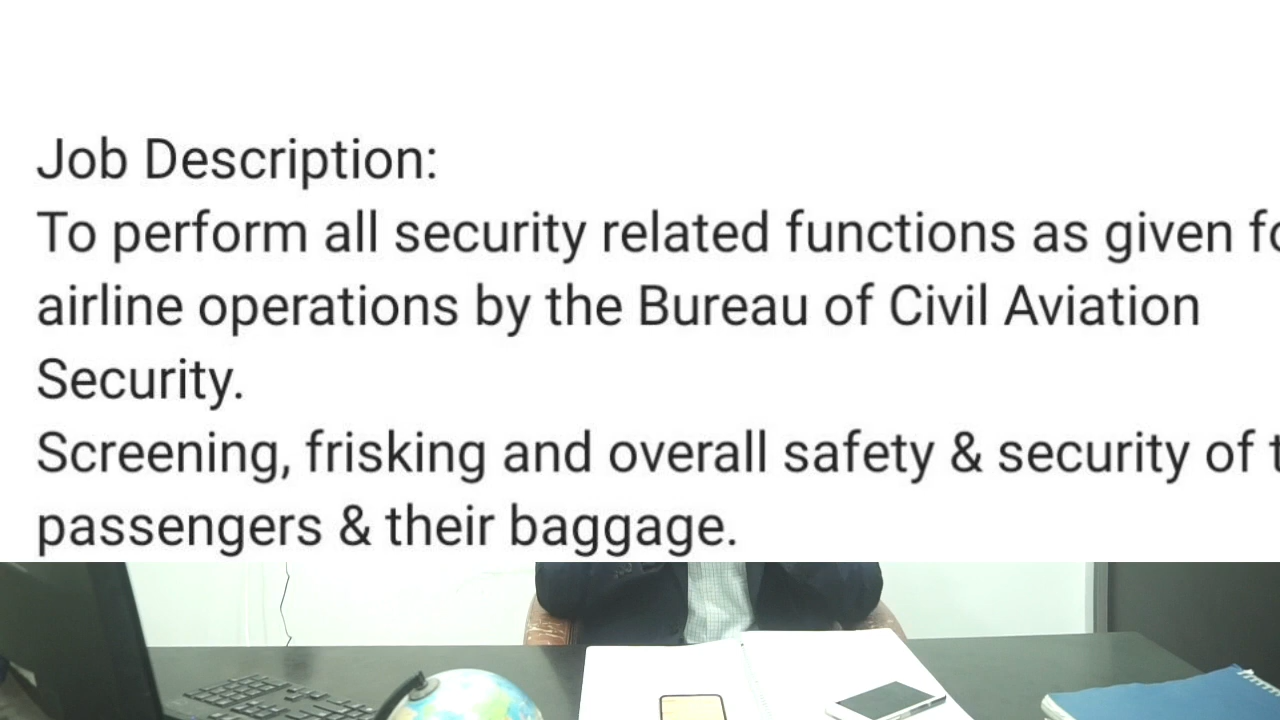 Job Description:
To perform all security related functions as given
airline operations by the Bureau of Civil Aviation
Security.
Screening, frisking and overall safety & security of
passengers & their baggage.